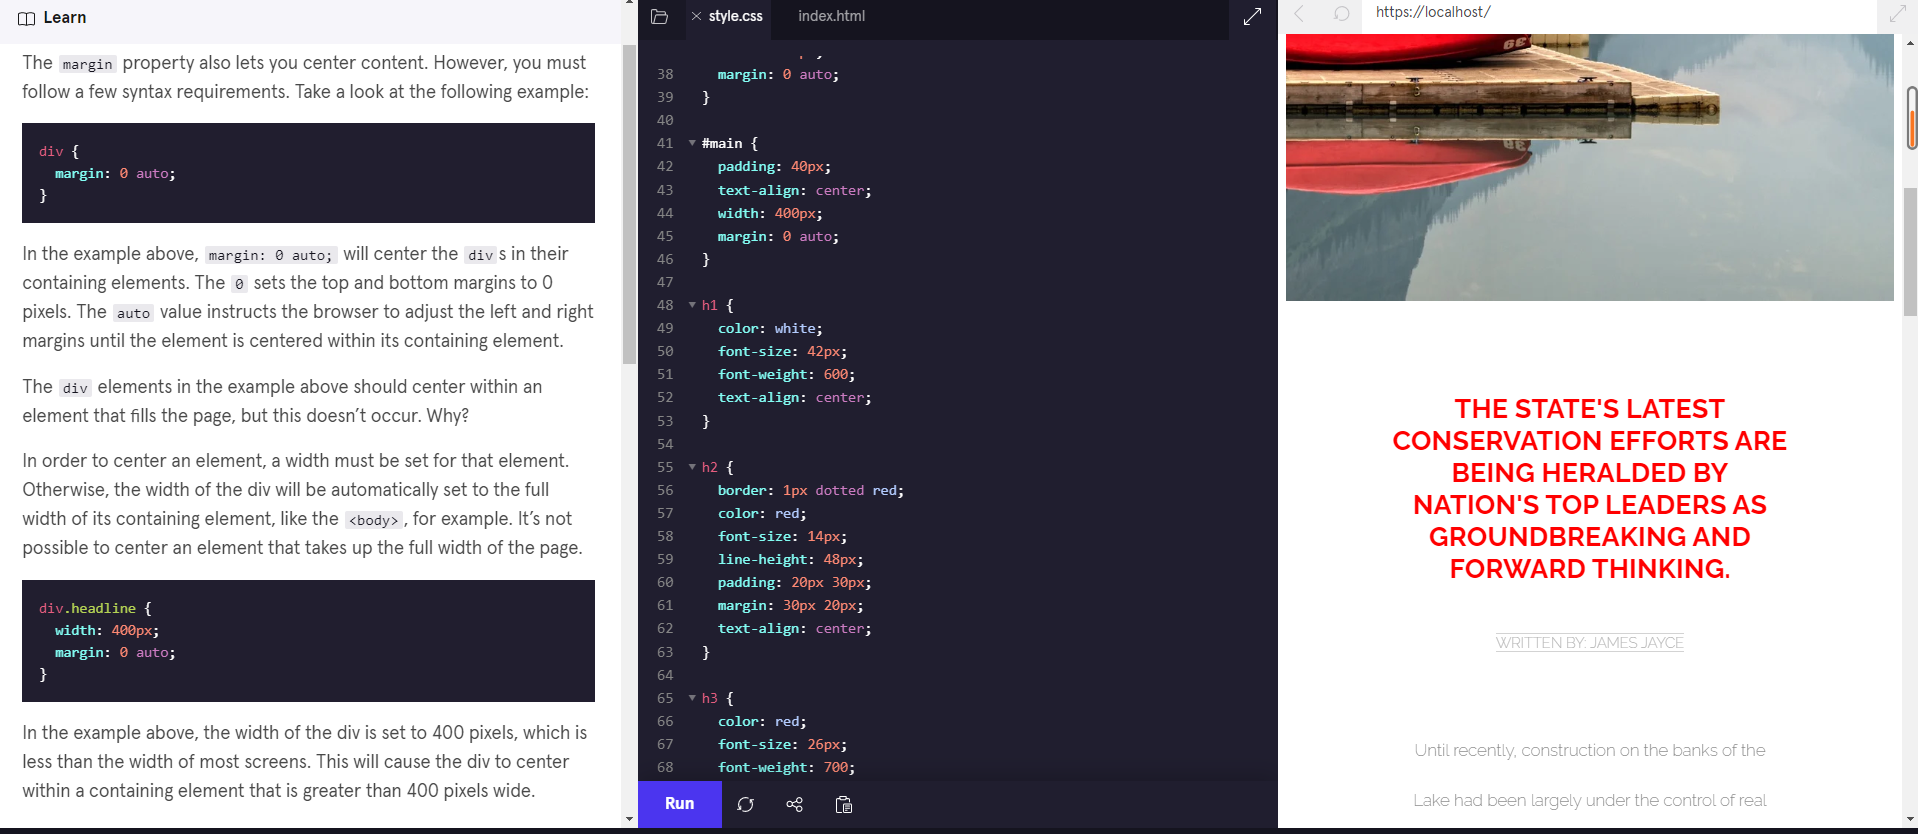 Learn
The margin property also lets you center content. However, you must
follow a few syntax requirements. Take a look at the following example:
div {
margin: 0 auto;
}
In the example above, margin: 0 auto; will center the div s in their
containing elements. The 0 sets the top and bottom margins to 0
pixels. The auto value instructs the browser to adjust the left and right
margins until the element is centered within its containing element.
The div elements in the example above should center within an
element that fills the page, but this doesn’t occur. Why?
In order to center an element, a width must be set for that element.
Otherwise, the width of the div will be automatically set to the full
width of its containing element, like the <body>, for example. It’s not
possible to center an element that takes up the full width of the page.
div.headline {
width: 400px;
margin: 0 auto;
}
In the example above, the width of the div is set to 400 pixels, which is
less than the width of most screens. This will cause the div to center
within a containing element that is greater than 400 pixels wide.
style.css index.html
38 margin: 0 auto;
39 }
40
41 #main {
42 padding: 40px;
43 text-align: center;
44 width: 400px;
45 margin: 0 auto;
46 }
47
48 h1 {
49 color: white;
50 font-size: 42px;
51 font-weight: 600;
52 text-align: center;
53 }
54
55 h2 {
56 border: 1px dotted red;
57 color: red;
58 font-size: 14px;
59 line-height: 48px;
60 padding: 20px 30px;
61 margin: 30px 20px;
62 text-align: center;
63 }
64
65 h3 {
66 color: red;
67 font-size: 26px;
68 font-weight: 700;
Run
https://localhost/
THE STATE'S LATEST
CONSERVATION EFFORTS ARE
BEING HERALDED BY
NATION'S TOP LEADERS AS
GROUNDBREAKING AND
FORWARD THINKING.
WRITTEN BY: JAMES JAYCE
Until recently, construction on the banks of the
Lake had been largely under the control of real